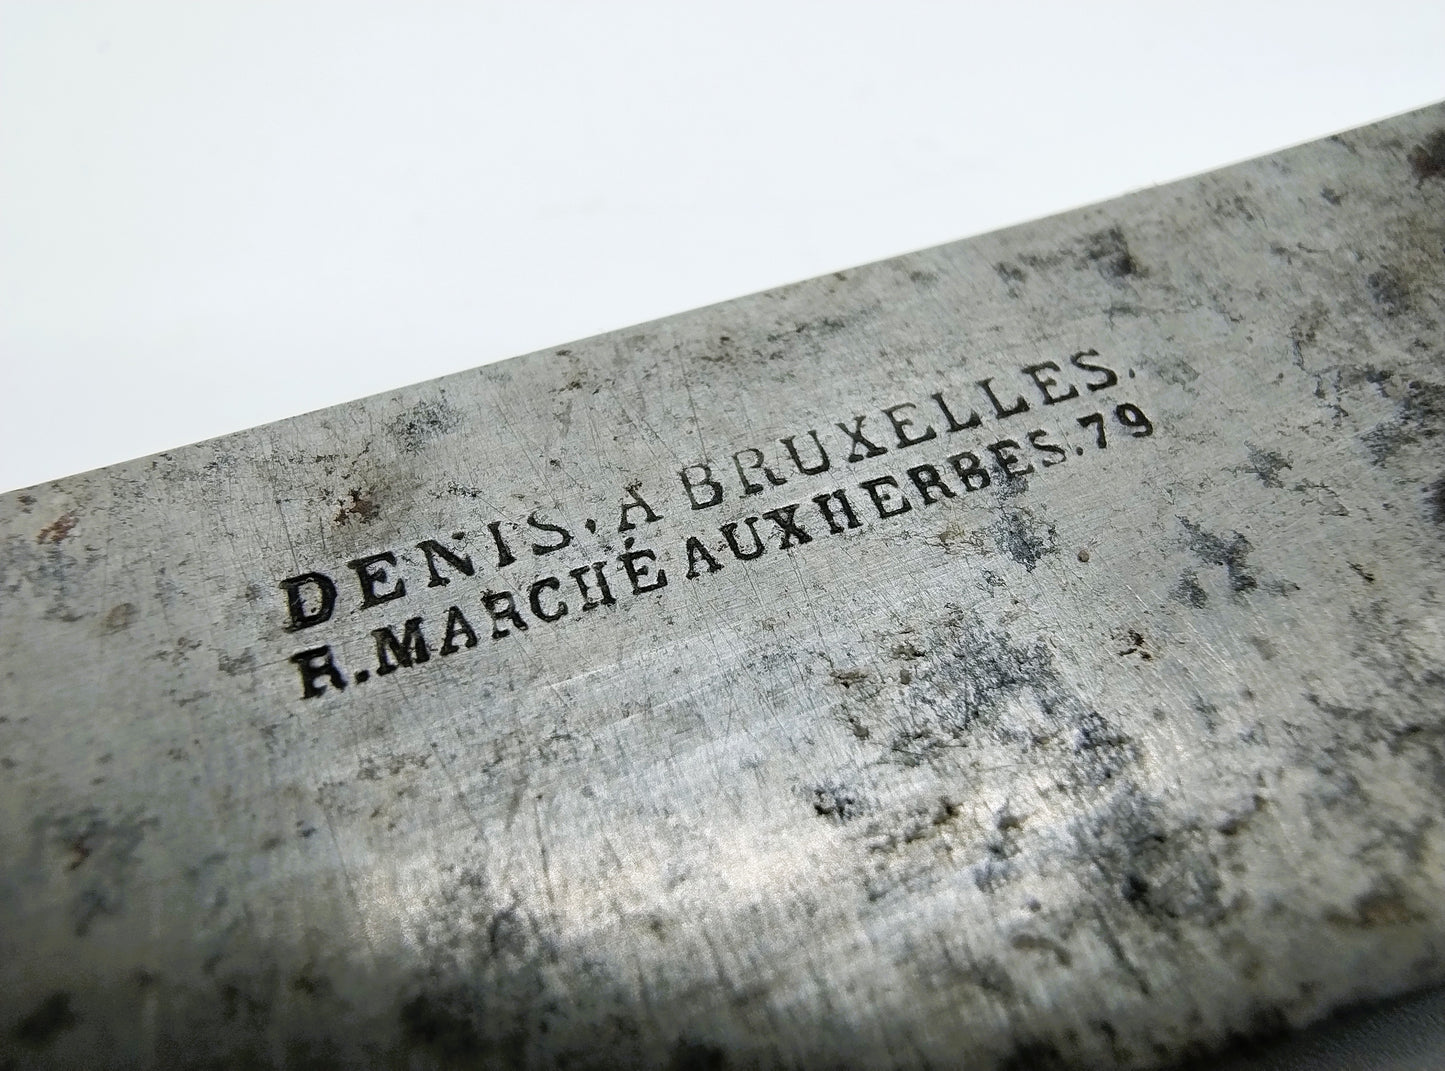 DENIS. A BRUXELLES.
R. MARCHÉ AUX HERBES. 79